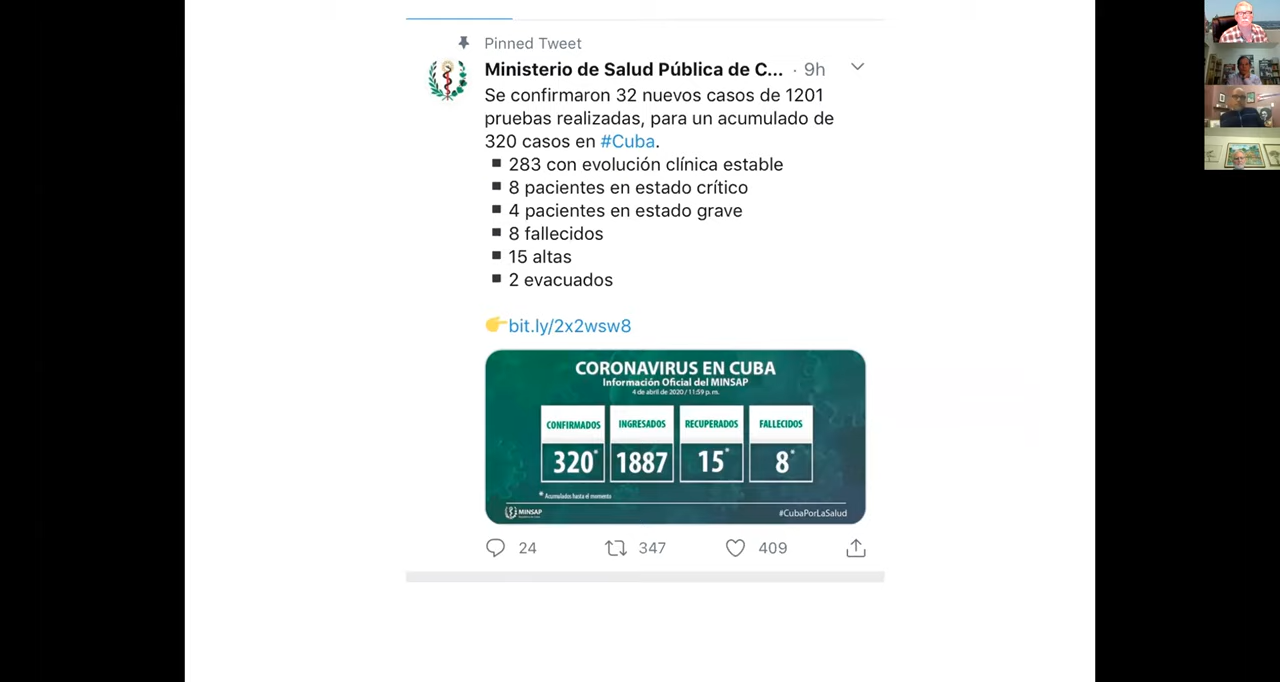 Pinned Tweet
Ministerio de Salud Pública de C... · 9h
Se confirmaron 32 nuevos casos de 1201
pruebas realizadas, para un acumulado de
320 casos en #Cuba.
▪ 283 con evolución clínica estable
▪ 8 pacientes en estado crítico
▪ 4 pacientes en estado grave
▪ 8 fallecidos
▪ 15 altas
▪ 2 evacuados
👉bit.ly/2x2wsw8
CORONAVIRUS EN CUBA
Información Oficial del MINSAP
4 de abril de 2020 / 11:59 p. m.
CONFIRMADOS INGRESADOS RECUPERADOS FALLECIDOS
320* 1887 15* 8*
* Acumulados hasta el momento
MINSAP #CubaPorLaSalud
24 347 409